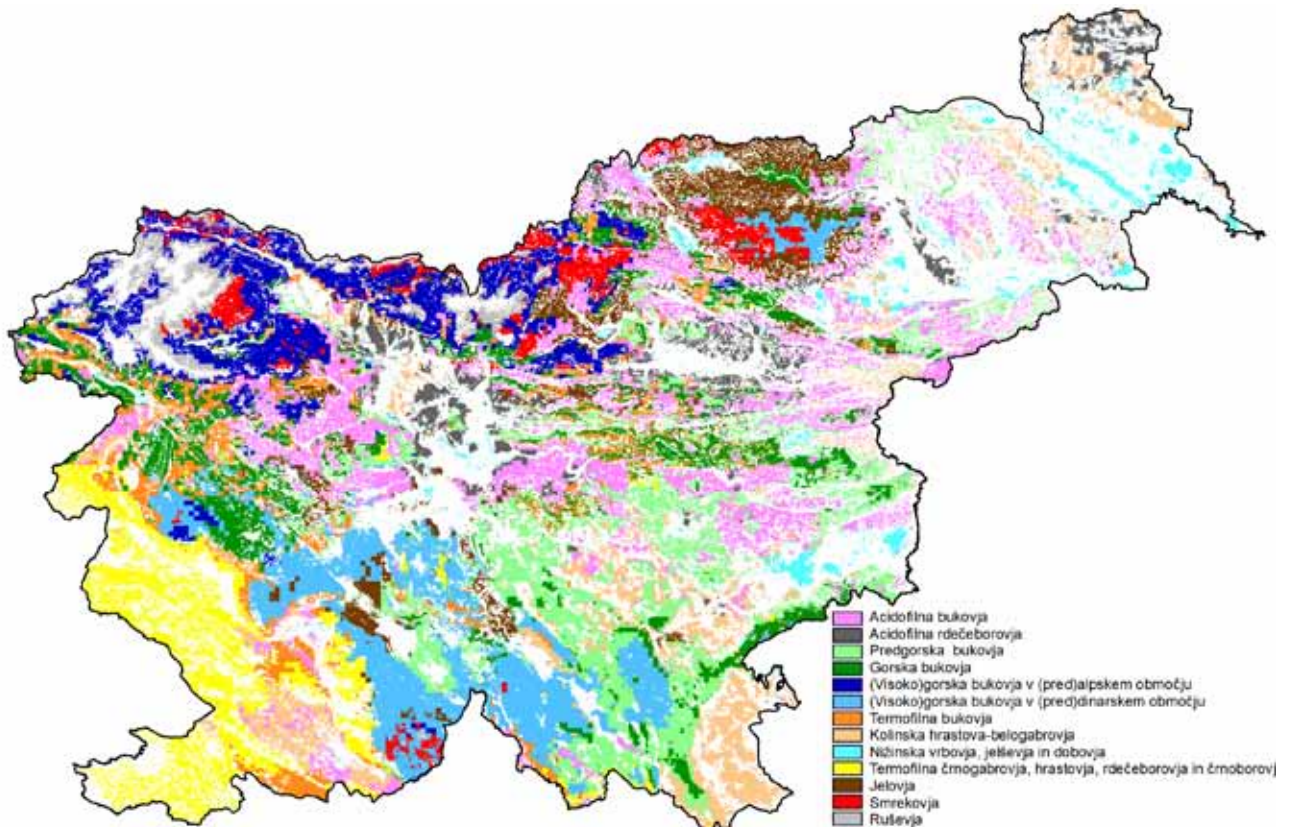 Acidofilna bukovja
Acidofilna rdečeborovja
Predgorska bukovja
Gorska bukovja
(Visoko)gorska bukovja v (pred)alpskem območju
(Visoko)gorska bukovja v (pred)dinarskem območju
Termofilna bukovja
Kolinska hrastova-belogabrovja
Nižinska vrbovja, jelševja in dobovja
Termofilna črnogabrovja, hrastovja, rdečeborovja in črnoborovj
Jelovja
Smrekovja
Ruševja